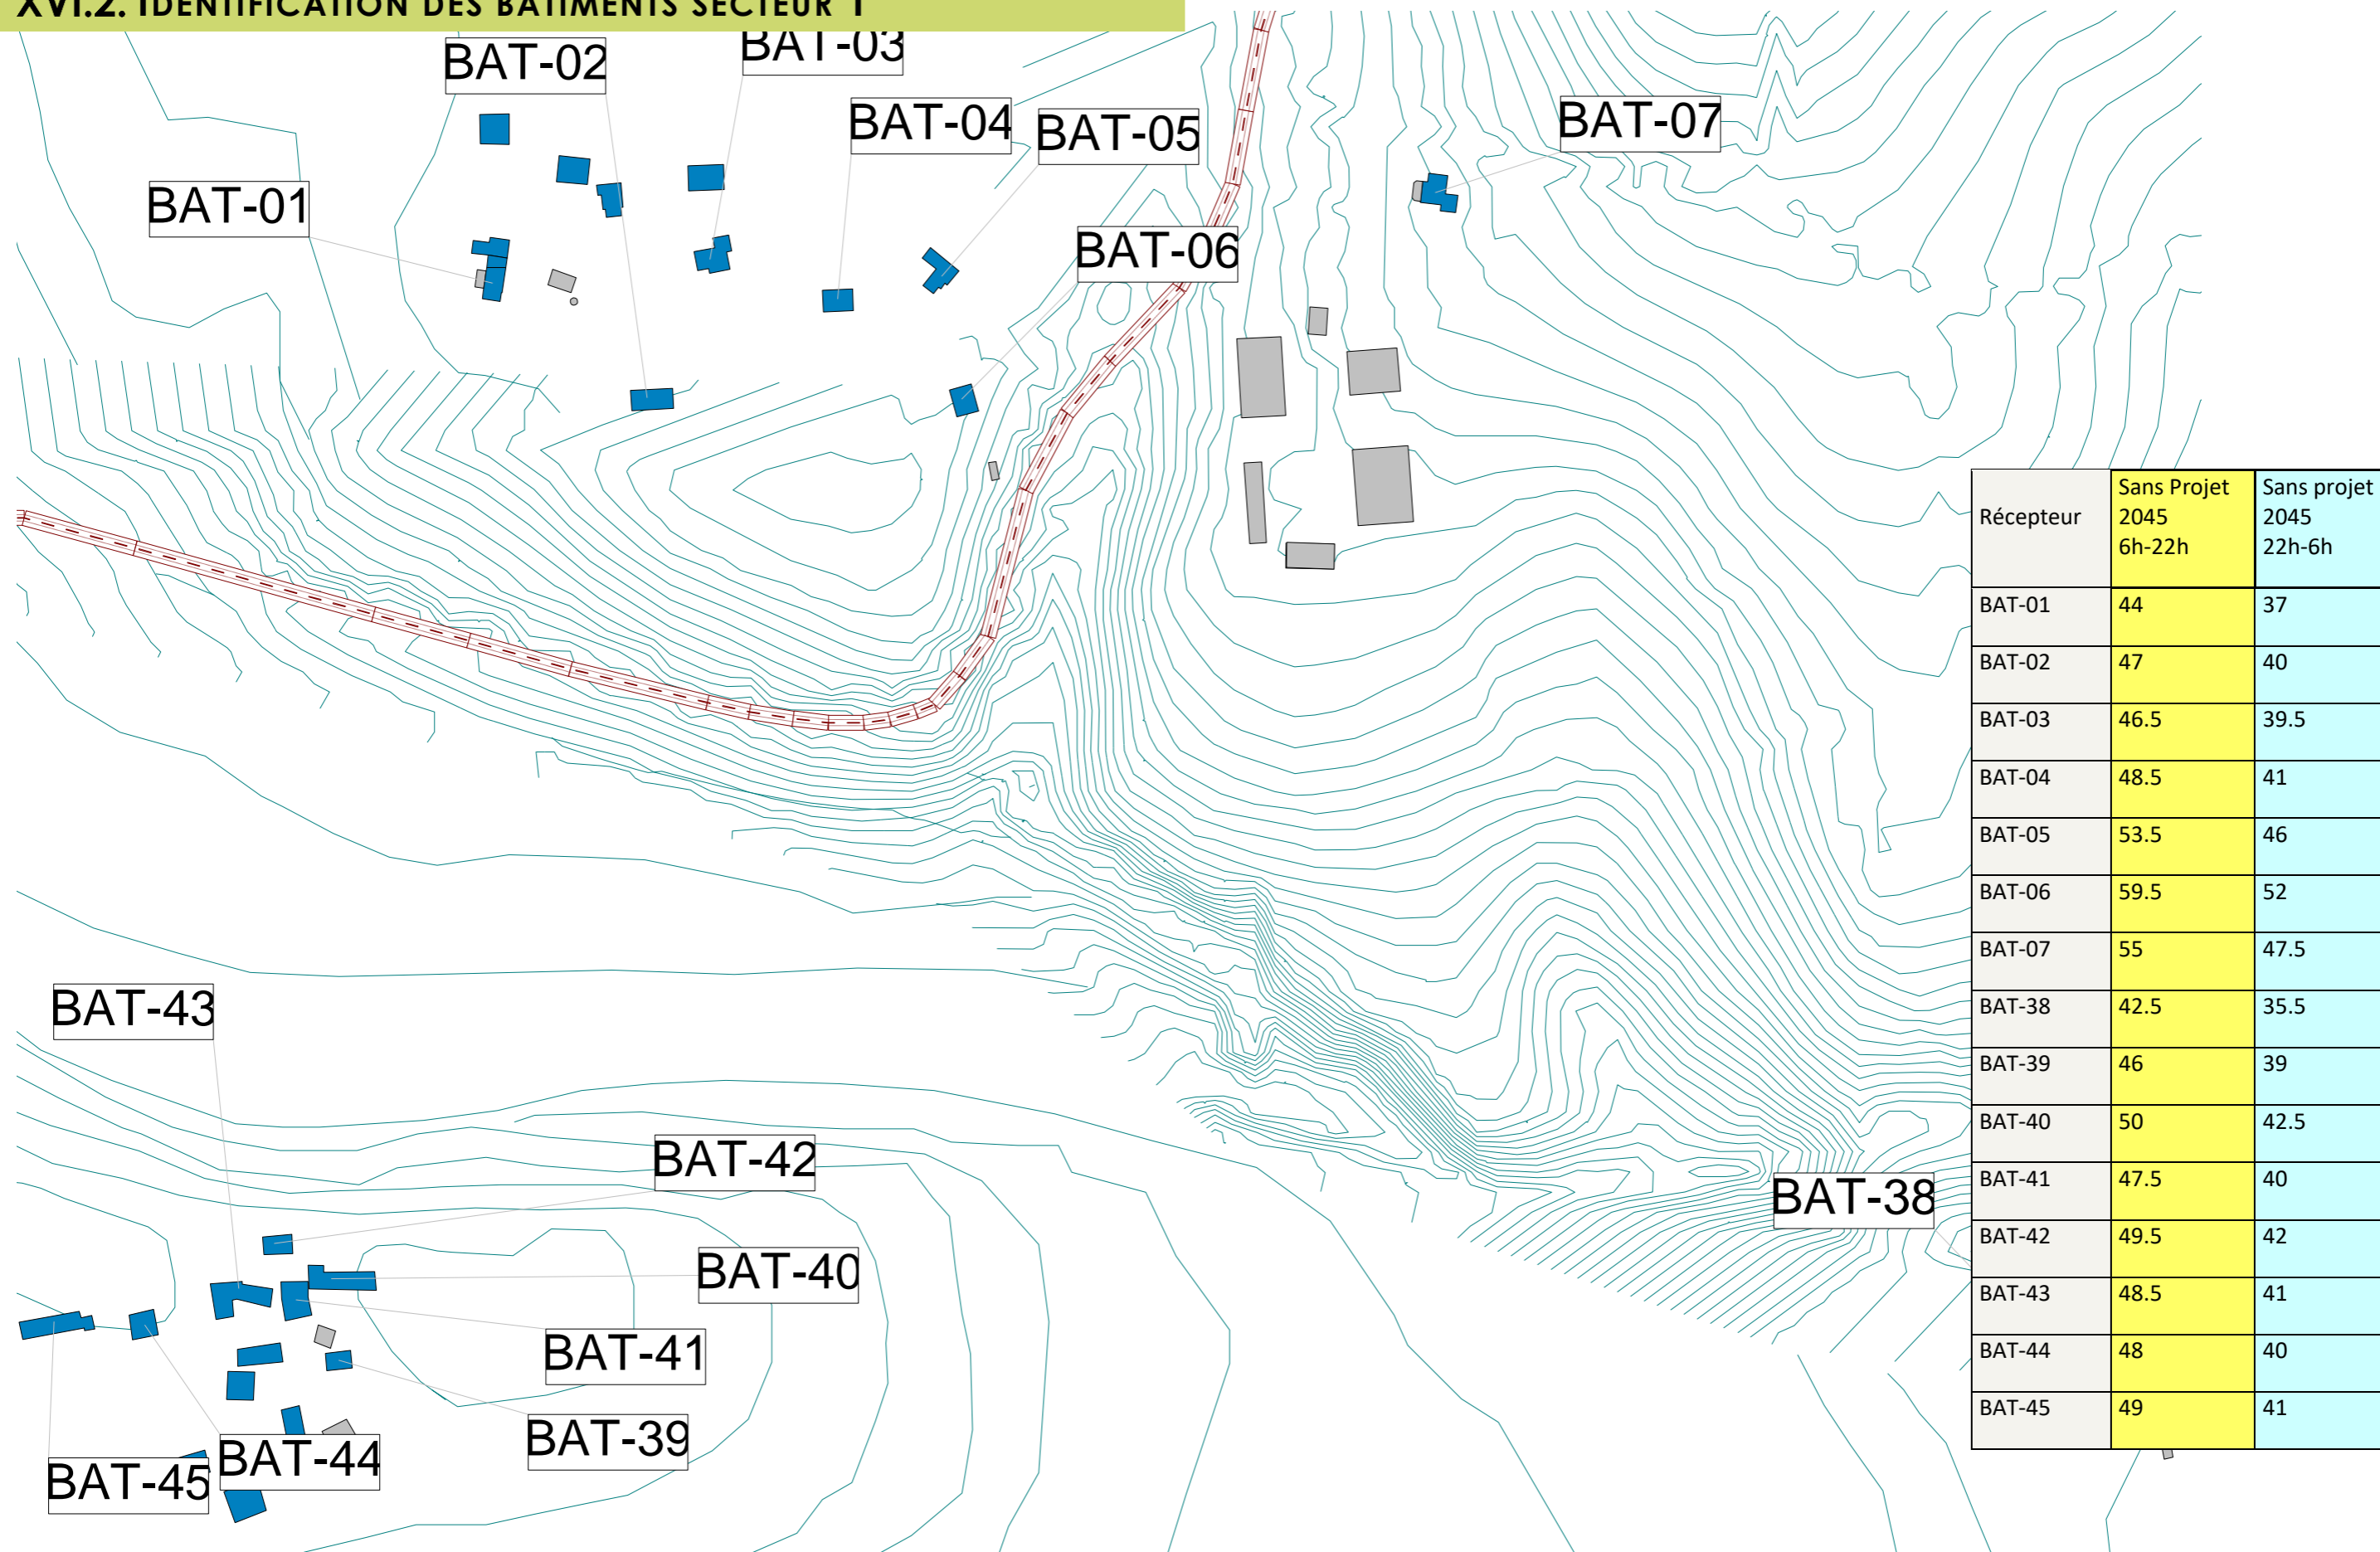 XVI.2. IDENTIFICATION DES BATIMENTS SECTEUR 1
BAT-02
BAT-03
BAT-04
BAT-05
BAT-07
BAT-01
BAT-06
BAT-43
BAT-42
BAT-38
BAT-40
BAT-41
BAT-39
BAT-44
BAT-45
Récepteur
Sans Projet
2045
6h-22h
Sans projet
2045
22h-6h
BAT-01 44 37
BAT-02 47 40
BAT-03 46.5 39.5
BAT-04 48.5 41
BAT-05 53.5 46
BAT-06 59.5 52
BAT-07 55 47.5
BAT-38 42.5 35.5
BAT-39 46 39
BAT-40 50 42.5
BAT-41 47.5 40
BAT-42 49.5 42
BAT-43 48.5 41
BAT-44 48 40
BAT-45 49 41